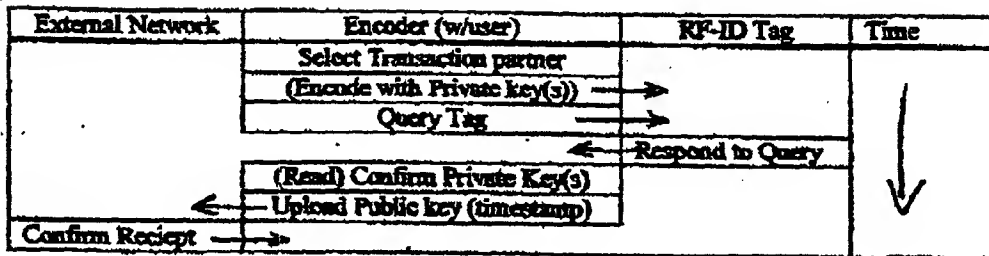 External Network Encoder (w/user) RF-ID Tag Time
Select Transaction partner
(Encode with Private key(s))
Query Tag
Respond to Query
(Read) Confirm Private Key(s)
Upload Public key (timestamp)
Confirm Reciept